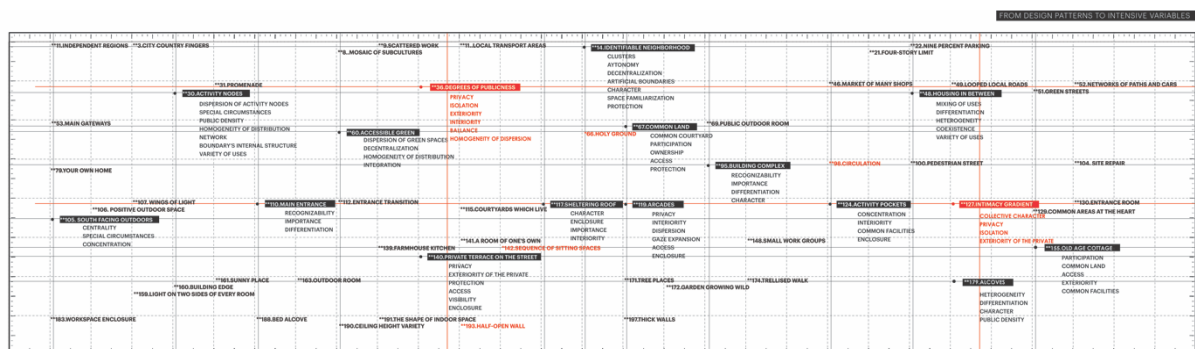 FROM DESIGN PATTERNS TO INTENSIVE VARIABLES
**11.INDEPENDENT REGIONS
**3.CITY COUNTRY FINGERS
**9.SCATTERED WORK
**8..MOSAIC OF SUBCULTURES
**11..LOCAL TRANSPORT AREAS
**14.IDENTIFIABLE NEIGHBORHOOD
CLUSTERS
AYTONOMY
DECENTRALIZATION
ARTIFICIAL BOUNDARIES
CHARACTER
SPACE FAMILIARIZATION
PROTECTION
**22.NINE PERCENT PARKING
**21.FOUR-STORY LIMIT
**31.PROMENADE
**30.ACTIVITY NODES
DISPERSION OF ACTIVITY NODES
SPECIAL CIRCUMSTANCES
PUBLIC DENSITY
HOMOGENEITY OF DISTRIBUTION
NETWORK
BOUNDARY'S INTERNAL STRUCTURE
VARIETY OF USES
**36.DEGREES OF PUBLICNESS
PRIVACY
ISOLATION
EXTERIORITY
INTERIORITY
BALLANCE
HOMOGENEITY OF DISPERSION
**46.MARKET OF MANY SHOPS
**49.LOOPED LOCAL ROADS
**52.NETWORKS OF PATHS AND CARS
**51.GREEN STREETS
**48.HOUSING IN BETWEEN
MIXING OF USES
DIFFERENTIATION
HETEROGENEITY
COEXISTENCE
VARIETY OF USES
**53.MAIN GATEWAYS
**60.ACCESSIBLE GREEN
DISPERSION OF GREEN SPACES
DECENTRALIZATION
HOMOGENEITY OF DISTRIBUTION
INTEGRATION
**66.HOLY GROUND
**67.COMMON LAND
COMMON COURTYARD
PARTICIPATION
OWNERSHIP
ACCESS
PROTECTION
**69.PUBLIC OUTDOOR ROOM
**79.YOUR OWN HOME
**95.BUILDING COMPLEX
RECOGNIZABILITY
IMPORTANCE
DIFFERENTIATION
CHARACTER
**98.CIRCULATION
**100.PEDESTRIAN STREET
**104. SITE REPAIR
**107. WINGS OF LIGHT
**106. POSITIVE OUTDOOR SPACE
**105. SOUTH FACING OUTDOORS
CENTRALITY
SPECIAL CIRCUMSTANCES
CONCENTRATION
**110.MAIN ENTRANCE
RECOGNIZABILITY
IMPORTANCE
DIFFERENTIATION
**112.ENTRANCE TRANSITION
**115.COURTYARDS WHICH LIVE
**117.SHELTERING ROOF
CHARACTER
ENCLOSURE
IMPORTANCE
INTERIORITY
**119.ARCADES
PRIVACY
INTERIORITY
DISPERSION
GAZE EXPANSION
ACCESS
ENCLOSURE
**124.ACTIVITY POCKETS
CONCENTRATION
INTERIORITY
COMMON FACILITIES
ENCLOSURE
**127.INTIMACY GRADIENT
COLLECTIVE CHARACTER
PRIVACY
ISOLATION
EXTERIORITY OF THE PRIVATE
**130.ENTRANCE ROOM
**129.COMMON AREAS AT THE HEART
**139.FARMHOUSE KITCHEN
**141.A ROOM OF ONE'S OWN
**142.SEQUENCE OF SITTING SPACES
**140.PRIVATE TERRACE ON THE STREET
PRIVACY
EXTERIORITY OF THE PRIVATE
PROTECTION
ACCESS
VISIBILITY
ENCLOSURE
**148.SMALL WORK GROUPS
**155.OLD AGE COTTAGE
PARTICIPATION
COMMON LAND
ACCESS
EXTERIORITY
COMMON FACILITIES
**161.SUNNY PLACE
**160.BUILDING EDGE
**159.LIGHT ON TWO SIDES OF EVERY ROOM
**163.OUTDOOR ROOM
**171.TREE PLACES
**172.GARDEN GROWING WILD
**174.TRELLISED WALK
**179.ALCOVES
HETEROGENEITY
DIFFERENTIATION
CHARACTER
PUBLIC DENSITY
**183.WORKSPACE ENCLOSURE
**188.BED ALCOVE
**191.THE SHAPE OF INDOOR SPACE
**190.CEILING HEIGHT VARIETY
**193.HALF-OPEN WALL
**197.THICK WALLS